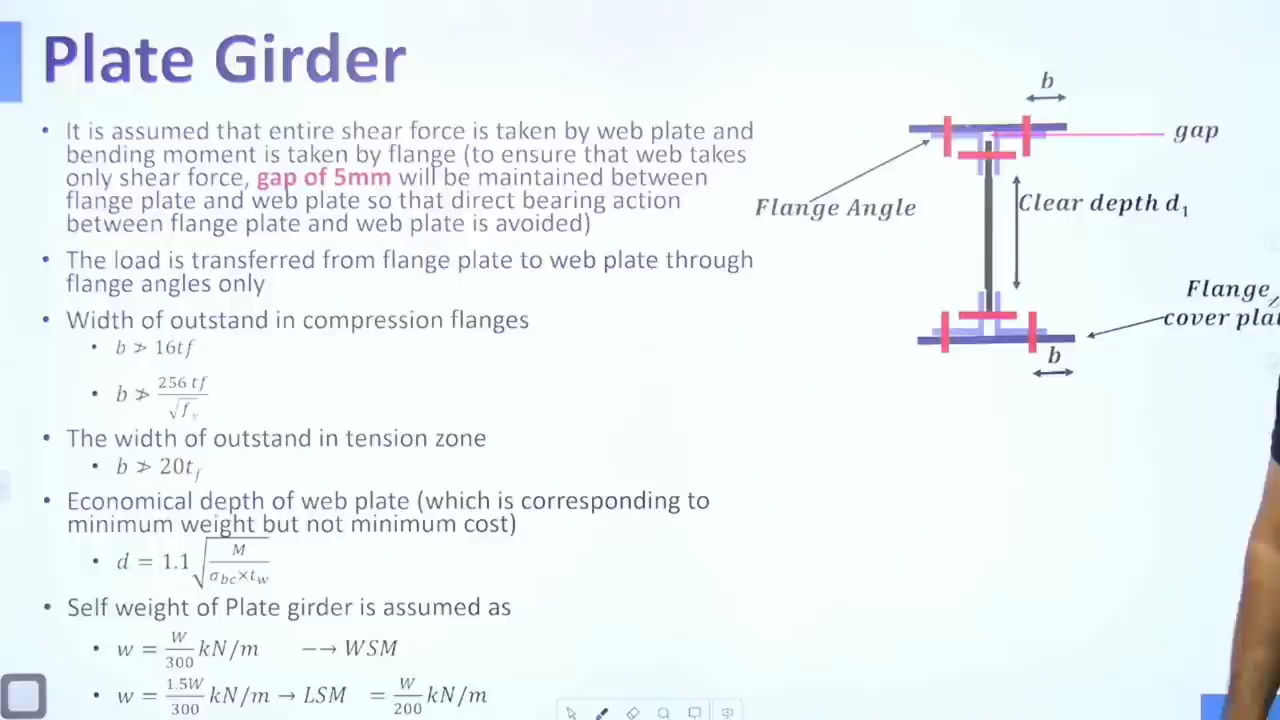 Plate Girder
• It is assumed that entire shear force is taken by web plate and
bending moment is taken by flange (to ensure that web takes
only shear force, gap of 5mm will be maintained between
flange plate and web plate so that direct bearing action
between flange plate and web plate is avoided)
• The load is transferred from flange plate to web plate through
flange angles only
• Width of outstand in compression flanges
• b ≯ 16tf
• b ≯ 256 tf / √f_y
• The width of outstand in tension zone
• b ≯ 20t_f
• Economical depth of web plate (which is corresponding to
minimum weight but not minimum cost)
• d = 1.1 √(M / (σ_bc × t_w))
• Self weight of Plate girder is assumed as
• w = W/300 kN/m −→ WSM
• w = 1.5W/300 kN/m → LSM = W/200 kN/m
b
gap
Flange Angle
Clear depth d₁
Flange
cover
b